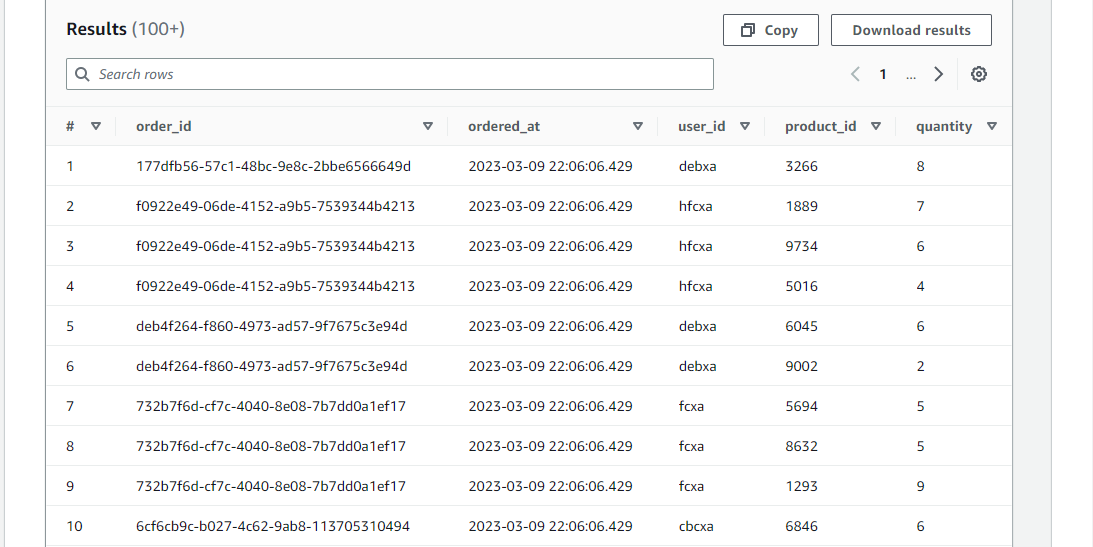 Results (100+)
Copy
Download results
Search rows
1 ...
# order_id ordered_at user_id product_id quantity
1 177dfb56-57c1-48bc-9e8c-2bbe6566649d 2023-03-09 22:06:06.429 debxa 3266 8
2 f0922e49-06de-4152-a9b5-7539344b4213 2023-03-09 22:06:06.429 hfcxa 1889 7
3 f0922e49-06de-4152-a9b5-7539344b4213 2023-03-09 22:06:06.429 hfcxa 9734 6
4 f0922e49-06de-4152-a9b5-7539344b4213 2023-03-09 22:06:06.429 hfcxa 5016 4
5 deb4f264-f860-4973-ad57-9f7675c3e94d 2023-03-09 22:06:06.429 debxa 6045 6
6 deb4f264-f860-4973-ad57-9f7675c3e94d 2023-03-09 22:06:06.429 debxa 9002 2
7 732b7f6d-cf7c-4040-8e08-7b7dd0a1ef17 2023-03-09 22:06:06.429 fcxa 5694 5
8 732b7f6d-cf7c-4040-8e08-7b7dd0a1ef17 2023-03-09 22:06:06.429 fcxa 8632 5
9 732b7f6d-cf7c-4040-8e08-7b7dd0a1ef17 2023-03-09 22:06:06.429 fcxa 1293 9
10 6cf6cb9c-b027-4c62-9ab8-113705310494 2023-03-09 22:06:06.429 cbcxa 6846 6